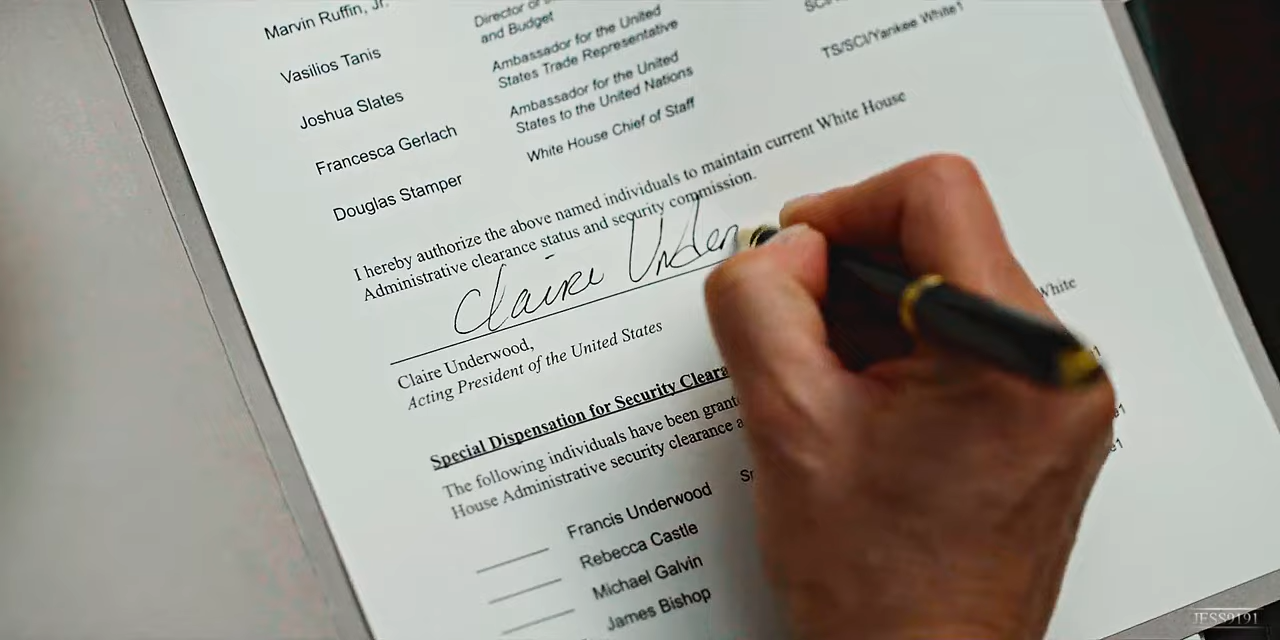 Marvin Ruffin, Jr.
Director of
and Budget
Vasilios Tanis
Ambassador for the United
States Trade Representative
TS/SCI/Yankee White1
Joshua Slates
Ambassador for the United
States to the United Nations
Francesca Gerlach
White House Chief of Staff
Douglas Stamper
I hereby authorize the above named individuals to maintain current White House
Administrative clearance status and security commission.
Claire Under
Claire Underwood,
Acting President of the United States
Special Dispensation for Security Cleara
The following individuals have been grant White
House Administrative security clearance a
Francis Underwood
Rebecca Castle
Michael Galvin
James Bishop
JESS9191